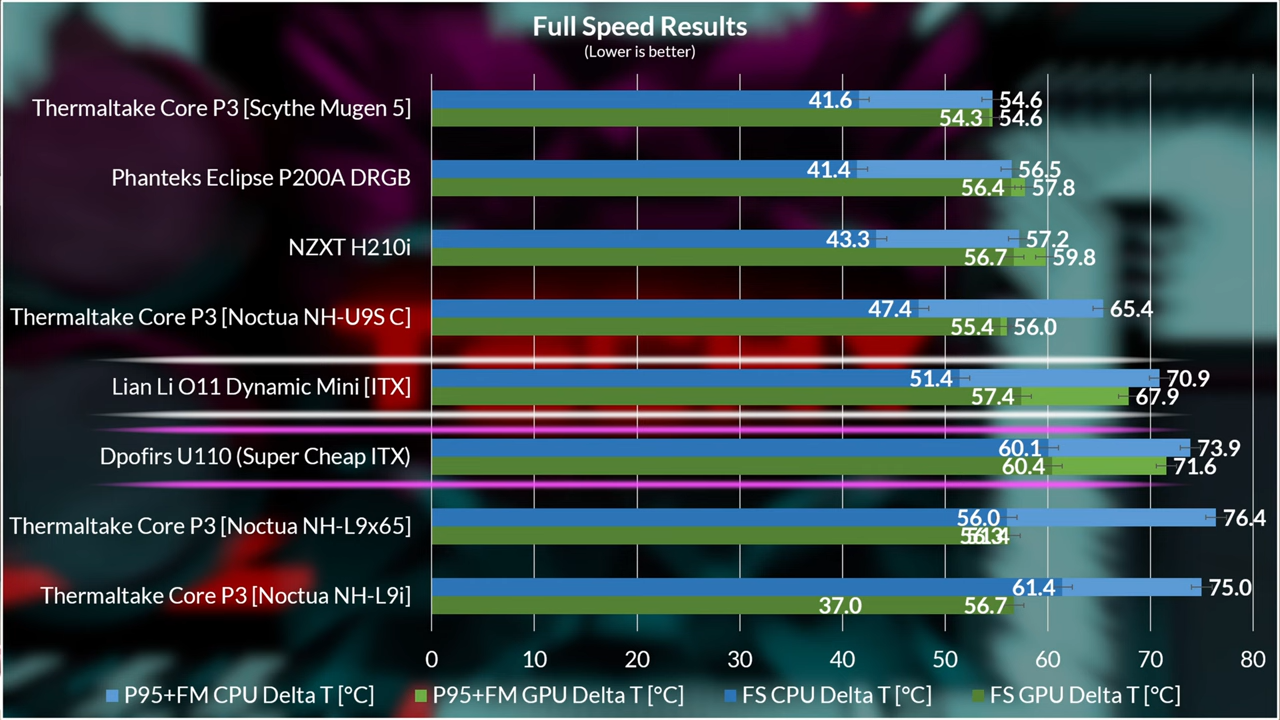 Full Speed Results
(Lower is better)
Thermaltake Core P3 [Scythe Mugen 5]
41.6 54.6
54.3 54.6
Phanteks Eclipse P200A DRGB
41.4 56.5
56.4 57.8
NZXT H210i
43.3 57.2
56.7 59.8
Thermaltake Core P3 [Noctua NH-U9S C]
47.4 65.4
55.4 56.0
Lian Li O11 Dynamic Mini [ITX]
51.4 70.9
57.4 67.9
Dpofirs U110 (Super Cheap ITX)
60.1 73.9
60.4 71.6
Thermaltake Core P3 [Noctua NH-L9x65]
56.0 76.4
Thermaltake Core P3 [Noctua NH-L9i]
61.4 75.0
37.0 56.7
0 10 20 30 40 50 60 70 80
P95+FM CPU Delta T [°C] P95+FM GPU Delta T [°C] FS CPU Delta T [°C] FS GPU Delta T [°C]